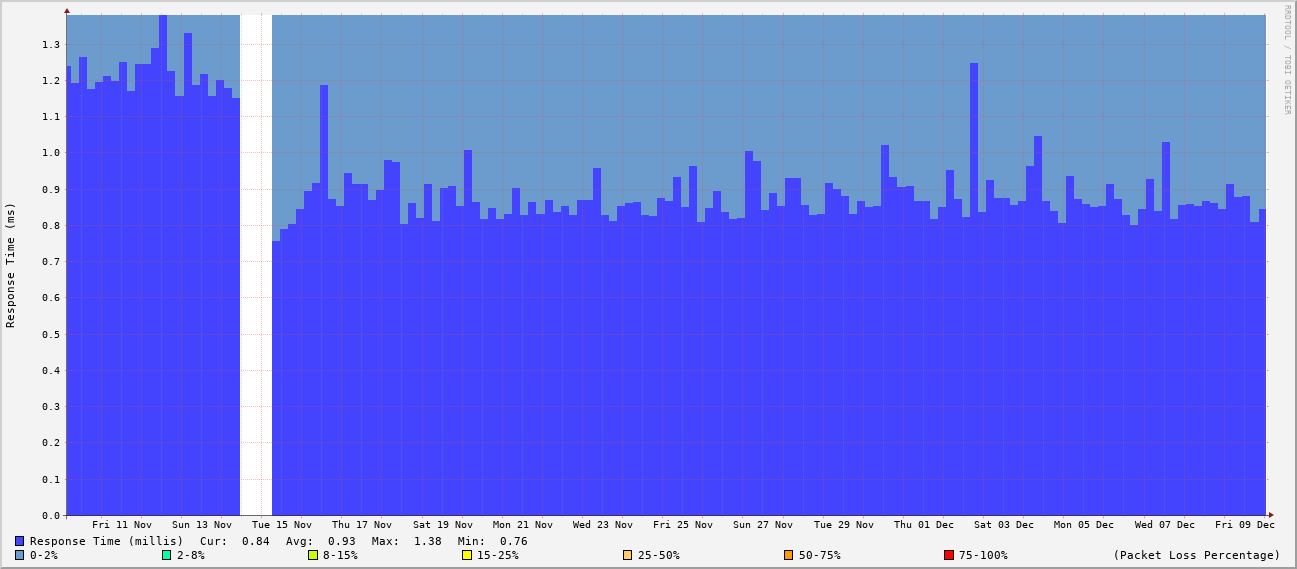 RRDTOOL / TOBI OETIKER
Response Time (ms)
1.3
1.2
1.1
1.0
0.9
0.8
0.7
0.6
0.5
0.4
0.3
0.2
0.1
0.0
Fri 11 Nov Sun 13 Nov Tue 15 Nov Thu 17 Nov Sat 19 Nov Mon 21 Nov Wed 23 Nov Fri 25 Nov Sun 27 Nov Tue 29 Nov Thu 01 Dec Sat 03 Dec Mon 05 Dec Wed 07 Dec Fri 09 Dec
Response Time (millis) Cur: 0.84 Avg: 0.93 Max: 1.38 Min: 0.76
0-2% 2-8% 8-15% 15-25% 25-50% 50-75% 75-100% (Packet Loss Percentage)